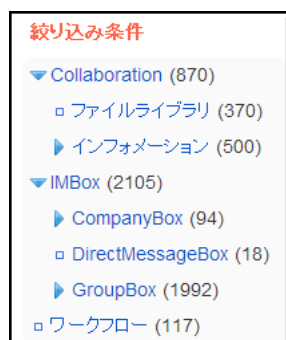 絞り込み条件
Collaboration (870)
ファイルライブラリ (370)
インフォメーション (500)
IMBox (2105)
CompanyBox (94)
DirectMessageBox (18)
GroupBox (1992)
ワークフロー (117)